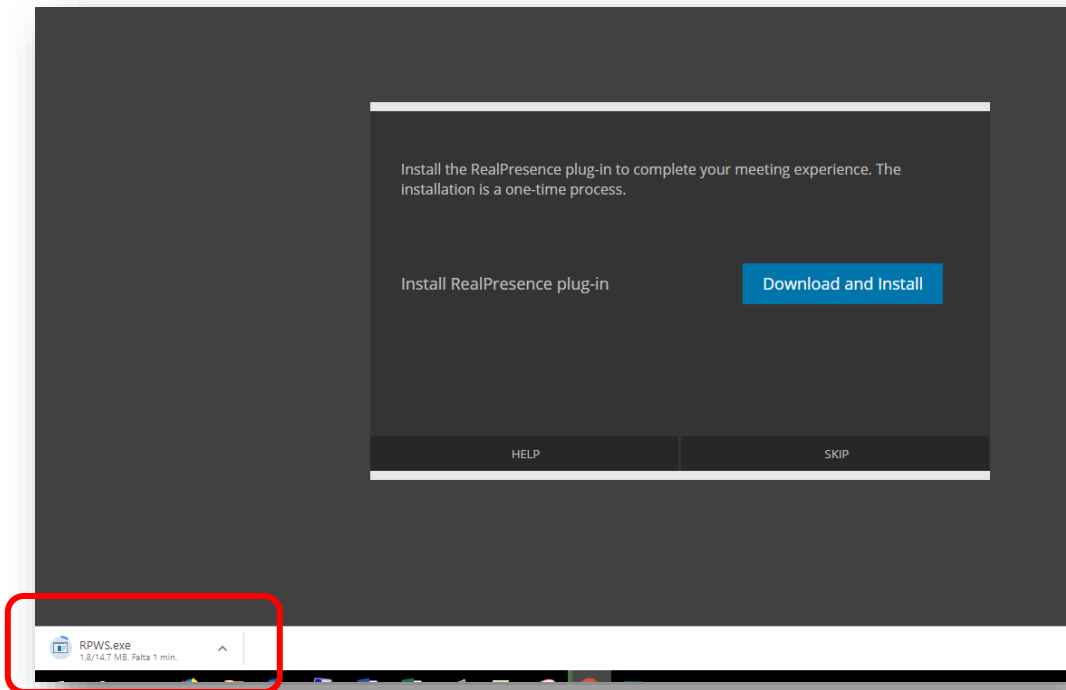 Install the RealPresence plug-in to complete your meeting experience. The
installation is a one-time process.
Install RealPresence plug-in
Download and Install
HELP
SKIP
RPWS.exe
1,8/14,7 MB, Falta 1 min.